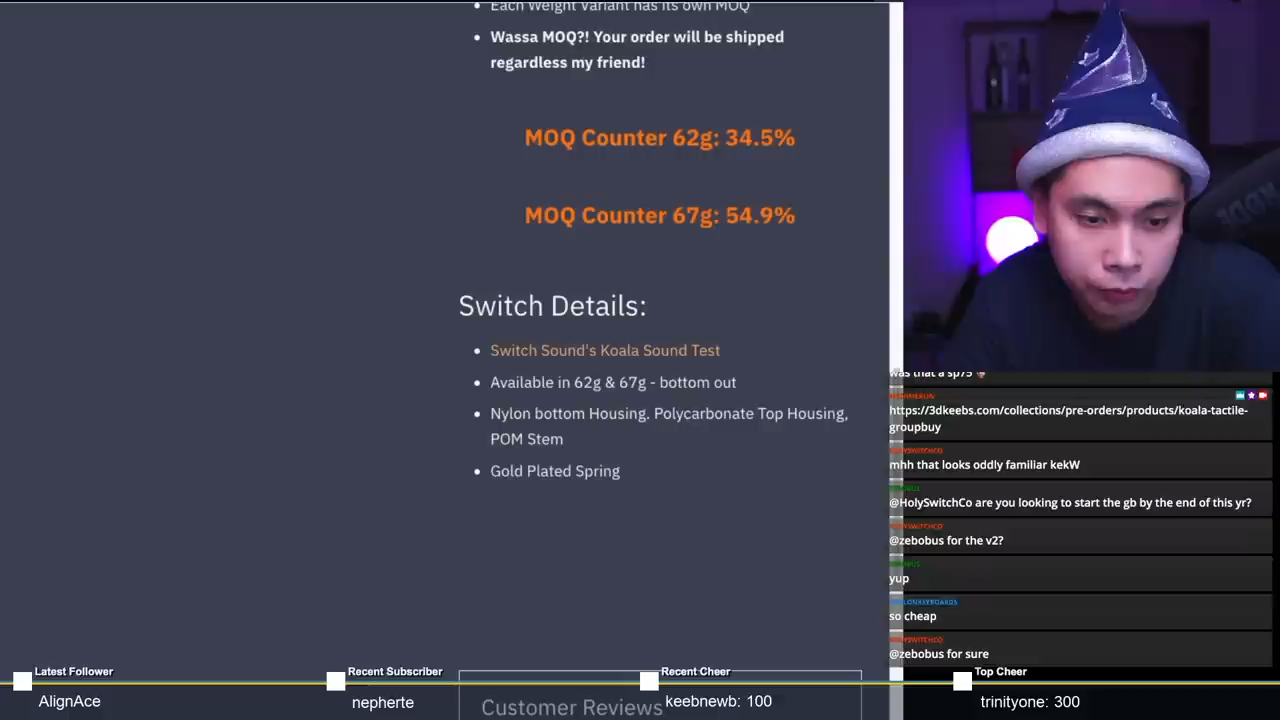 Each Weight Variant has its own MOQ
Wassa MOQ?! Your order will be shipped
regardless my friend!
MOQ Counter 62g: 34.5%
MOQ Counter 67g: 54.9%
Switch Details:
Switch Sound's Koala Sound Test
Available in 62g & 67g - bottom out
Nylon bottom Housing. Polycarbonate Top Housing,
POM Stem
Gold Plated Spring
Customer Reviews
was that a sp75
https://3dkeebs.com/collections/pre-orders/products/koala-tactile-
groupbuy
mhh that looks oddly familiar kekW
@HolySwitchCo are you looking to start the gb by the end of this yr?
@zebobus for the v2?
yup
so cheap
@zebobus for sure
Latest Follower
AlignAce
Recent Subscriber
nepherte
Recent Cheer
keebnewb: 100
Top Cheer
trinityone: 300